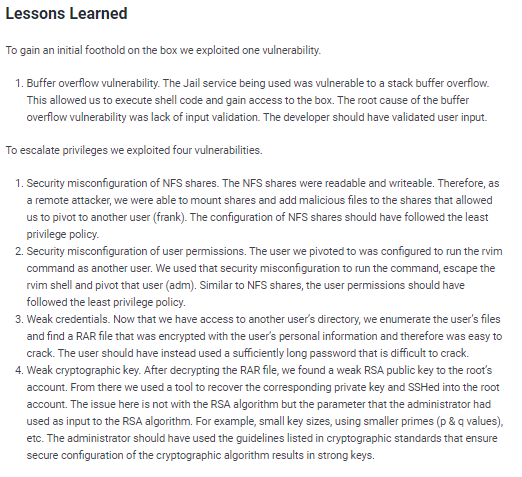 Lessons Learned
To gain an initial foothold on the box we exploited one vulnerability.
1. Buffer overflow vulnerability. The Jail service being used was vulnerable to a stack buffer overflow.
This allowed us to execute shell code and gain access to the box. The root cause of the buffer
overflow vulnerability was lack of input validation. The developer should have validated user input.
To escalate privileges we exploited four vulnerabilities.
1. Security misconfiguration of NFS shares. The NFS shares were readable and writeable. Therefore, as
a remote attacker, we were able to mount shares and add malicious files to the shares that allowed
us to pivot to another user (frank). The configuration of NFS shares should have followed the least
privilege policy.
2. Security misconfiguration of user permissions. The user we pivoted to was configured to run the rvim
command as another user. We used that security misconfiguration to run the command, escape the
rvim shell and pivot that user (adm). Similar to NFS shares, the user permissions should have
followed the least privilege policy.
3. Weak credentials. Now that we have access to another user's directory, we enumerate the user's files
and find a RAR file that was encrypted with the user's personal information and therefore was easy to
crack. The user should have instead used a sufficiently long password that is difficult to crack.
4. Weak cryptographic key. After decrypting the RAR file, we found a weak RSA public key to the root's
account. From there we used a tool to recover the corresponding private key and SSHed into the root
account. The issue here is not with the RSA algorithm but the parameter that the administrator had
used as input to the RSA algorithm. For example, small key sizes, using smaller primes (p & q values),
etc. The administrator should have used the guidelines listed in cryptographic standards that ensure
secure configuration of the cryptographic algorithm results in strong keys.